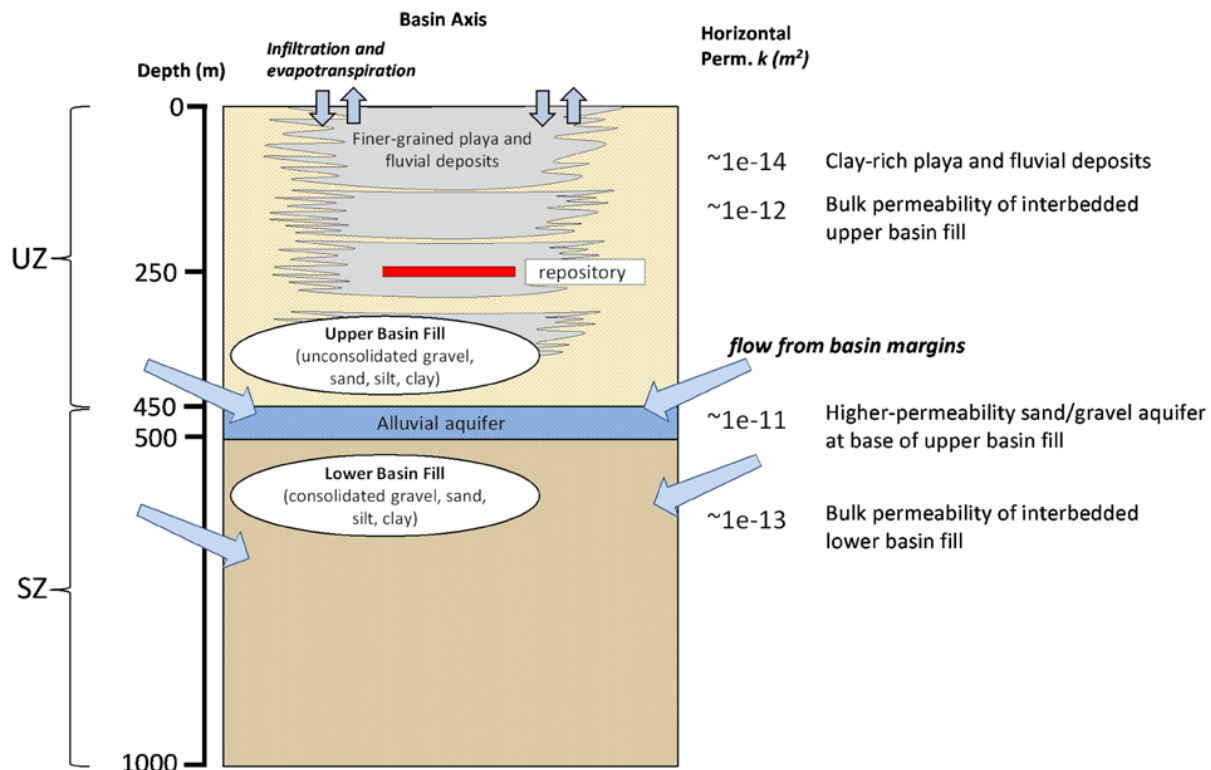 Basin Axis
Infiltration and
evapotranspiration
Depth (m)
Horizontal
Perm. k (m²)
0
Finer-grained playa and
fluvial deposits
~1e-14
Clay-rich playa and fluvial deposits
~1e-12
Bulk permeability of interbedded
upper basin fill
UZ
250
repository
Upper Basin Fill
(unconsolidated gravel,
sand, silt, clay)
flow from basin margins
450
Alluvial aquifer
~1e-11
Higher-permeability sand/gravel aquifer
at base of upper basin fill
500
Lower Basin Fill
(consolidated gravel, sand,
silt, clay)
~1e-13
Bulk permeability of interbedded
lower basin fill
SZ
1000